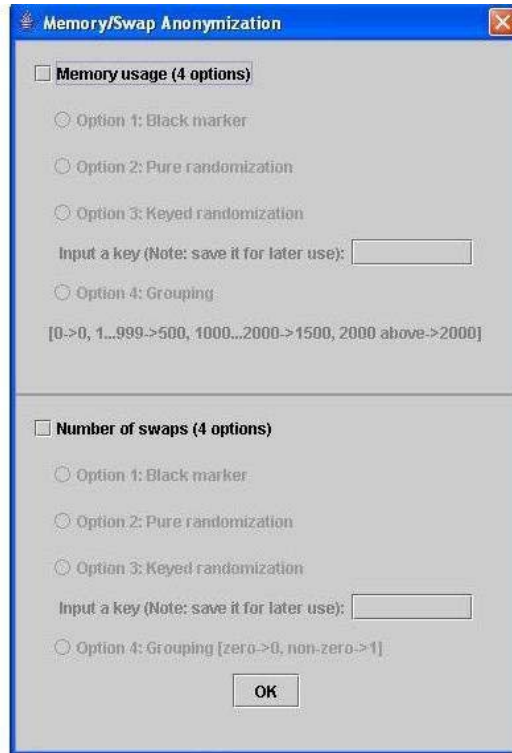 Memory/Swap Anonymization
Memory usage (4 options)
Option 1: Black marker
Option 2: Pure randomization
Option 3: Keyed randomization
Input a key (Note: save it for later use):
Option 4: Grouping
[0->0, 1...999->500, 1000...2000->1500, 2000 above->2000]
Number of swaps (4 options)
Option 1: Black marker
Option 2: Pure randomization
Option 3: Keyed randomization
Input a key (Note: save it for later use):
Option 4: Grouping [zero->0, non-zero->1]
OK